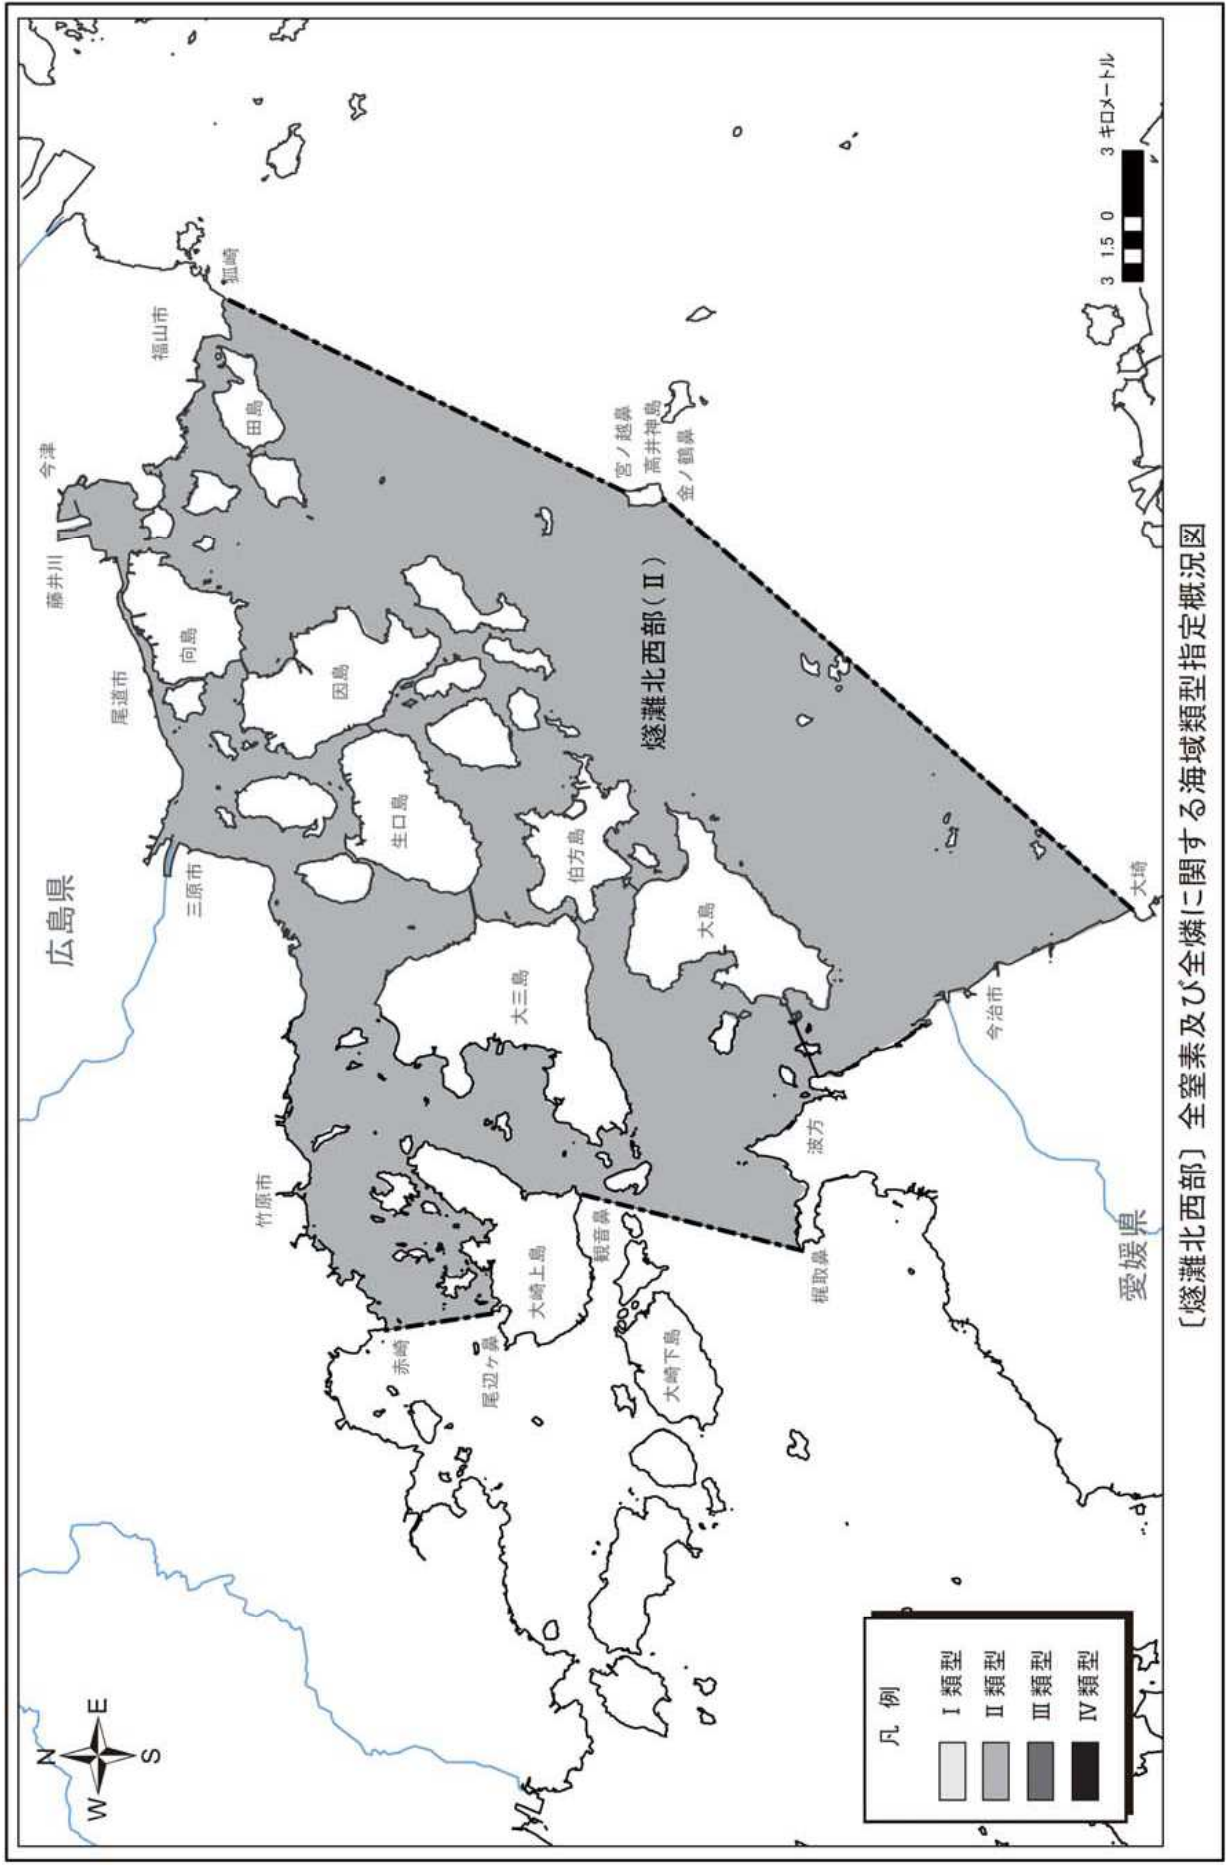 広島県
今津
藤井川
福山市
狐崎
田島
尾道市
向島
因島
三原市
生口島
宮ノ越鼻
高井神島
金ノ鶴鼻
燧灘北西部(Ⅱ)
伯方島
大島
大三島
竹原市
赤崎
尾辺ヶ鼻
大崎上島
観音鼻
大崎下島
梶取鼻
波方
今治市
大埼
愛媛県
N
W E
S
凡 例
Ⅰ類型
Ⅱ類型
Ⅲ類型
Ⅳ類型
3 1.5 0 3 キロメートル
〔燧灘北西部〕 全窒素及び全燐に関する海域類型指定概況図